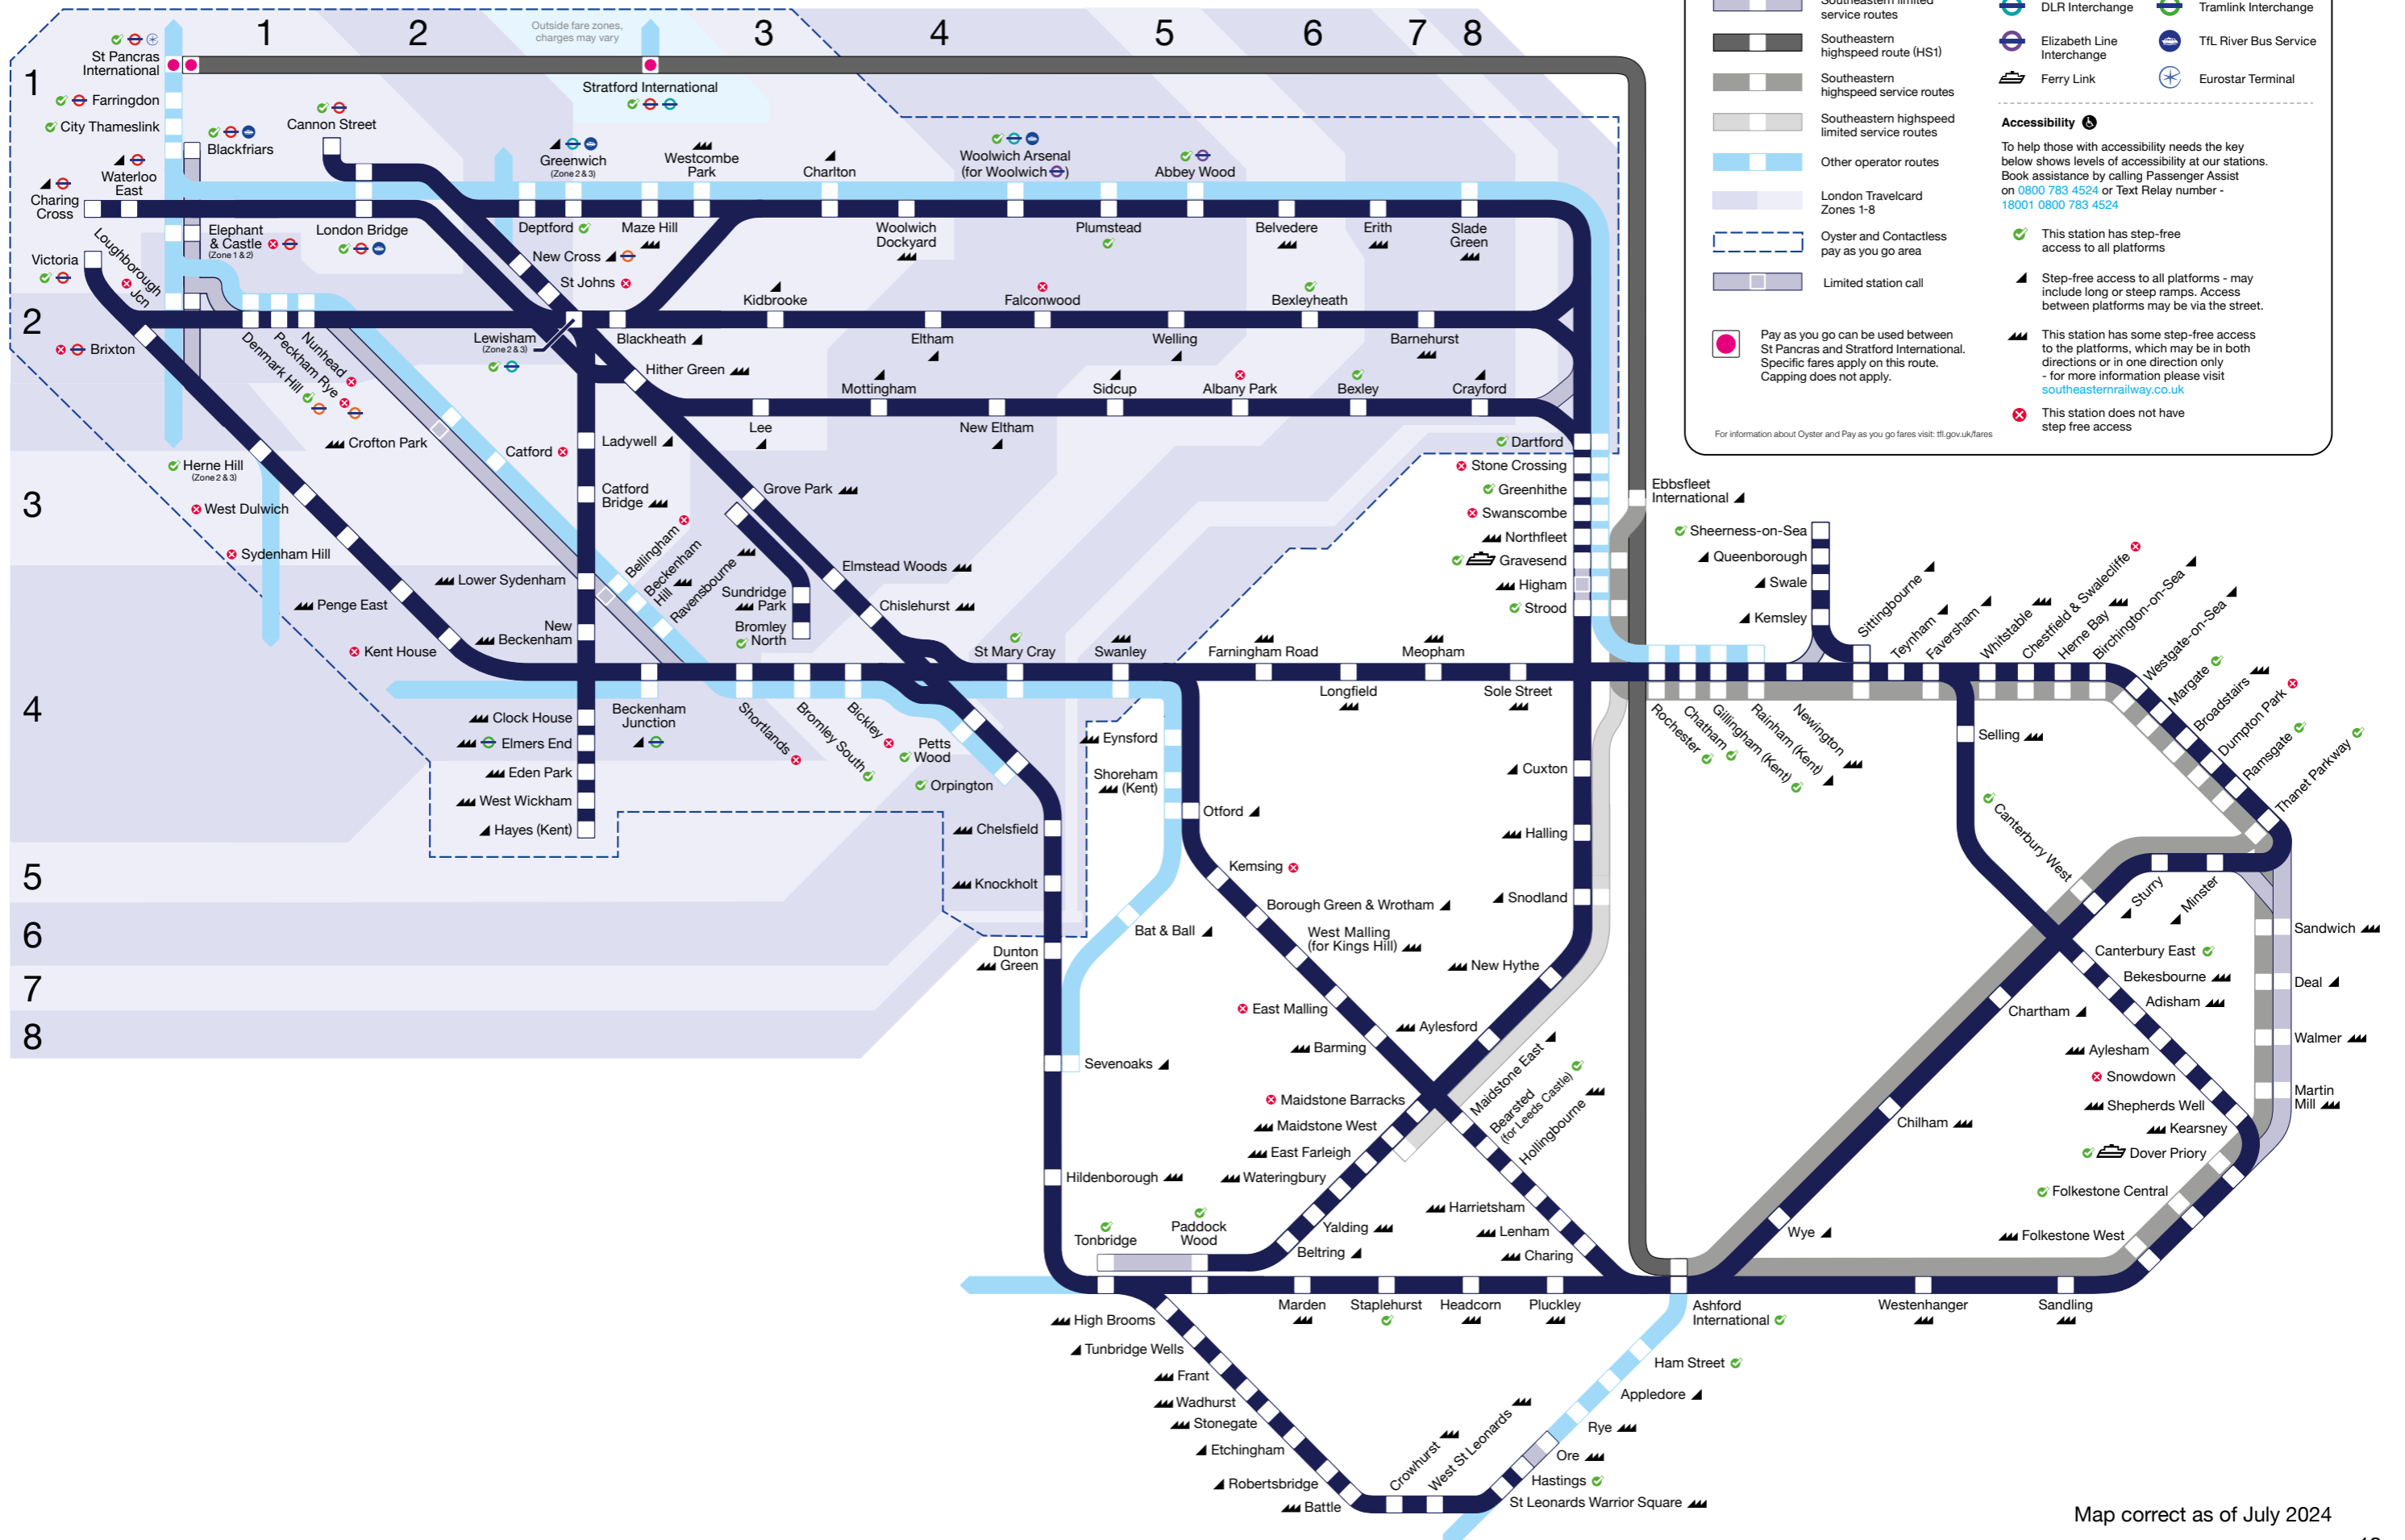 1
2
3
4
5
6
7
8
Outside fare zones,
charges may vary
1
2
3
4
5
6
7
8
St Pancras
International
Farringdon
City Thameslink
Blackfriars
Cannon Street
Waterloo
East
Charing
Cross
Elephant
& Castle
(Zone 1 & 2)
London Bridge
Victoria
Loughborough
Jcn
Brixton
Denmark Hill
Peckham Rye
Nunhead
Stratford International
Greenwich
(Zone 2 & 3)
Westcombe
Park
Charlton
Woolwich Arsenal
(for Woolwich )
Abbey Wood
Deptford
Maze Hill
Woolwich
Dockyard
Plumstead
Belvedere
Erith
Slade
Green
New Cross
St Johns
Lewisham
(Zone 2 & 3)
Blackheath
Kidbrooke
Eltham
Falconwood
Welling
Bexleyheath
Barnehurst
Hither Green
Lee
Mottingham
New Eltham
Sidcup
Albany Park
Bexley
Crayford
Crofton Park
Catford
Ladywell
Catford
Bridge
Herne Hill
(Zone 2 & 3)
West Dulwich
Sydenham Hill
Penge East
Kent House
Lower Sydenham
New
Beckenham
Bellingham
Beckenham
Hill
Ravensbourne
Grove Park
Sundridge
Park
Bromley
North
Elmstead Woods
Chislehurst
Clock House
Elmers End
Eden Park
West Wickham
Hayes (Kent)
Beckenham
Junction
Shortlands
Bromley South
Bickley
Petts
Wood
Orpington
Chelsfield
Knockholt
Dunton
Green
Sevenoaks
Hildenborough
Tonbridge
Paddock
Wood
St Mary Cray
Swanley
Farningham Road
Longfield
Meopham
Sole Street
Eynsford
Shoreham
(Kent)
Otford
Bat & Ball
Kemsing
Borough Green & Wrotham
West Malling
(for Kings Hill)
East Malling
Barming
Maidstone East
Bearsted
(for Leeds Castle)
Hollingbourne
Harrietsham
Lenham
Charing
Dartford
Stone Crossing
Greenhithe
Swanscombe
Northfleet
Gravesend
Higham
Strood
Ebbsfleet
International
Cuxton
Halling
Snodland
New Hythe
Aylesford
Maidstone Barracks
Maidstone West
East Farleigh
Wateringbury
Yalding
Beltring
Sheerness-on-Sea
Queenborough
Swale
Kemsley
Sittingbourne
Teynham
Faversham
Whitstable
Chestfield & Swalecliffe
Herne Bay
Birchington-on-Sea
Westgate-on-Sea
Margate
Broadstairs
Dumpton Park
Ramsgate
Thanet Parkway
Rochester
Chatham
Gillingham (Kent)
Rainham (Kent)
Newington
Selling
Canterbury West
Sturry
Minster
Sandwich
Deal
Walmer
Martin
Mill
Canterbury East
Bekesbourne
Adisham
Aylesham
Snowdown
Shepherds Well
Kearsney
Dover Priory
Folkestone Central
Folkestone West
Chartham
Chilham
Wye
Marden
Staplehurst
Headcorn
Pluckley
Ashford
International
Westenhanger
Sandling
High Brooms
Tunbridge Wells
Frant
Wadhurst
Stonegate
Etchingham
Robertsbridge
Battle
Crowhurst
West St Leonards
St Leonards Warrior Square
Hastings
Ore
Rye
Appledore
Ham Street
Southeastern limited
service routes
Southeastern
highspeed route (HS1)
Southeastern
highspeed service routes
Southeastern highspeed
limited service routes
Other operator routes
London Travelcard
Zones 1-8
Oyster and Contactless
pay as you go area
Limited station call
Pay as you go can be used between
St Pancras and Stratford International.
Specific fares apply on this route.
Capping does not apply.
For information about Oyster and Pay as you go fares visit: tfl.gov.uk/fares
DLR Interchange
Tramlink Interchange
Elizabeth Line
Interchange
TfL River Bus Service
Ferry Link
Eurostar Terminal
Accessibility
To help those with accessibility needs the key
below shows levels of accessibility at our stations.
Book assistance by calling Passenger Assist
on 0800 783 4524 or Text Relay number -
18001 0800 783 4524
This station has step-free
access to all platforms
Step-free access to all platforms - may
include long or steep ramps. Access
between platforms may be via the street.
This station has some step-free access
to the platforms, which may be in both
directions or in one direction only
- for more information please visit
southeasternrailway.co.uk
This station does not have
step free access
Map correct as of July 2024